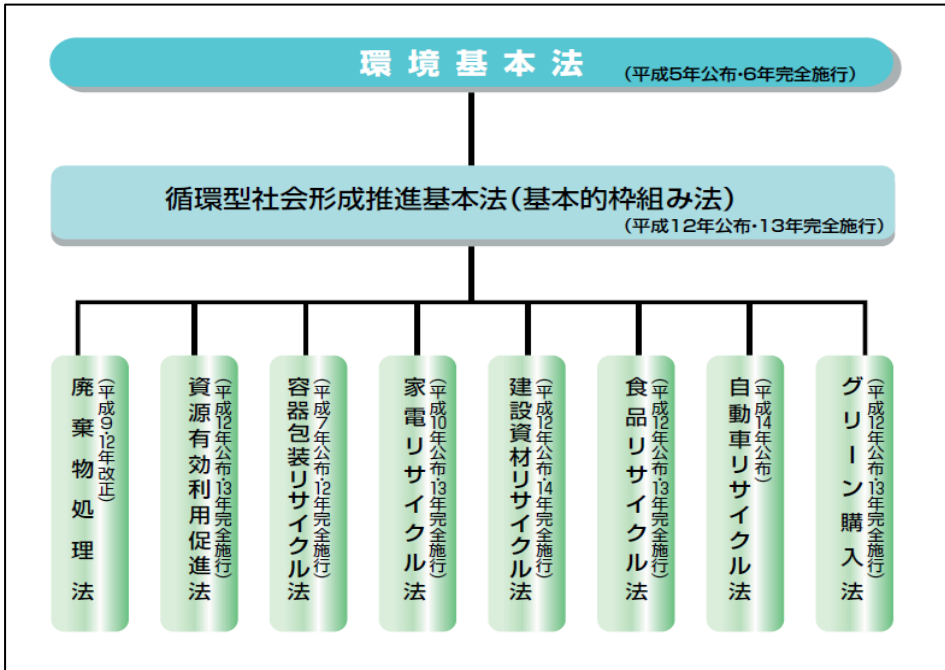 環境基本法
(平成5年公布・6年完全施行)
循環型社会形成推進基本法(基本的枠組み法)
(平成12年公布・13年完全施行)
廃棄物処理法
(平成9・12年改正)
資源有効利用促進法
(平成12年公布・13年完全施行)
容器包装リサイクル法
(平成7年公布・12年完全施行)
家電リサイクル法
(平成10年公布・13年完全施行)
建設資材リサイクル法
(平成12年公布・14年完全施行)
食品リサイクル法
(平成12年公布・13年完全施行)
自動車リサイクル法
(平成14年公布)
グリーン購入法
(平成12年公布・13年完全施行)